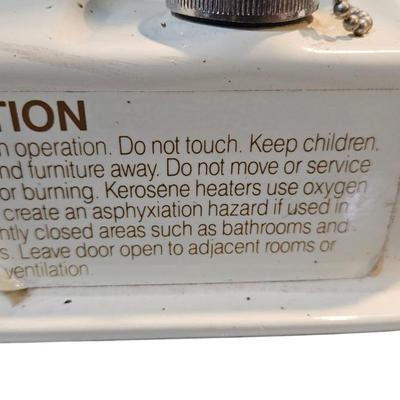 TION
n operation. Do not touch. Keep children,
nd furniture away. Do not move or service
or burning. Kerosene heaters use oxygen
create an asphyxiation hazard if used in
htly closed areas such as bathrooms and
s. Leave door open to adjacent rooms or
ventilation.